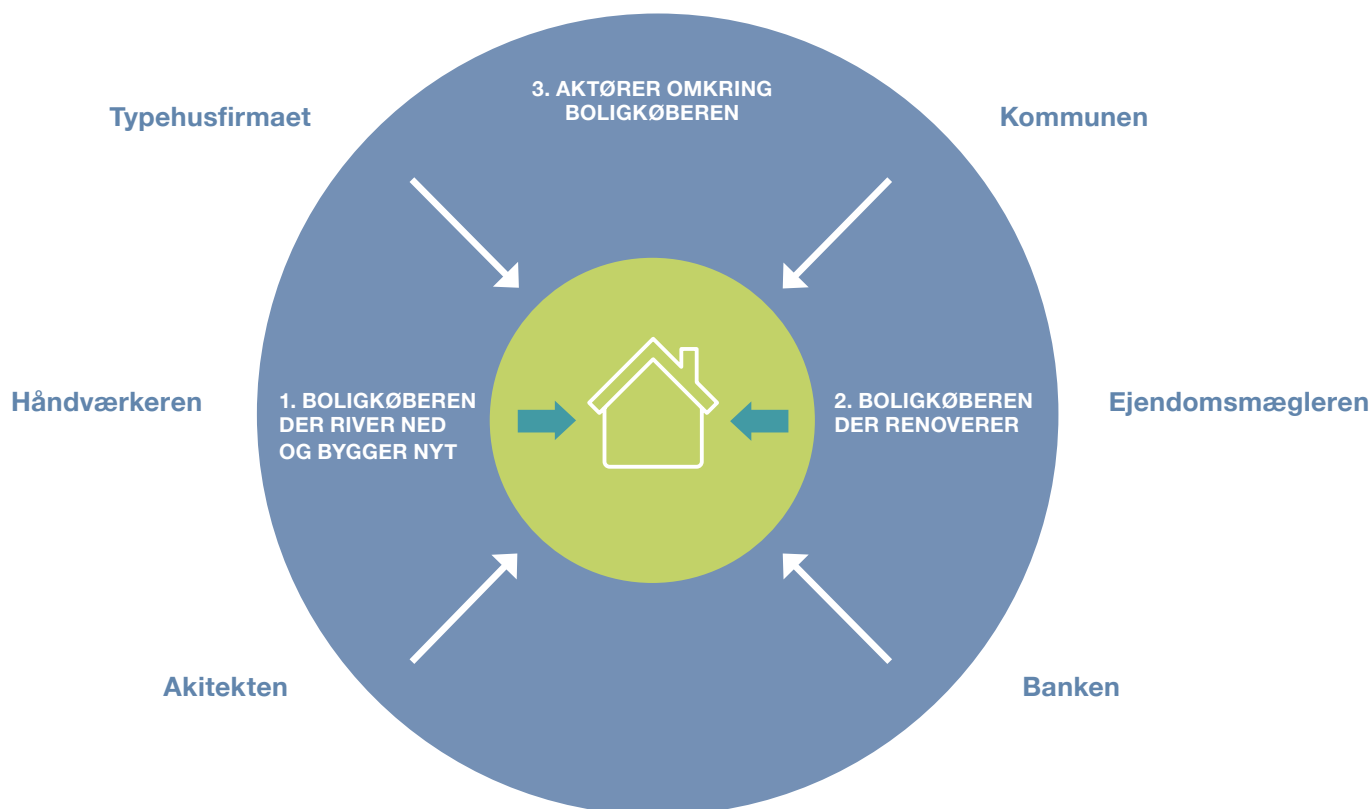 3. AKTØRER OMKRING
BOLIGKØBEREN
Typehusfirmaet
Kommunen
Håndværkeren
1. BOLIGKØBEREN
DER RIVER NED
OG BYGGER NYT
2. BOLIGKØBEREN
DER RENOVERER
Ejendomsmægleren
Akitekten
Banken